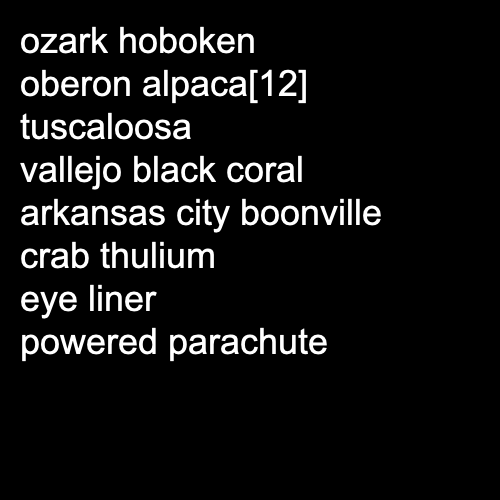 ozark hoboken
oberon alpaca[12]
tuscaloosa
vallejo black coral
arkansas city boonville
crab thulium
eye liner
powered parachute